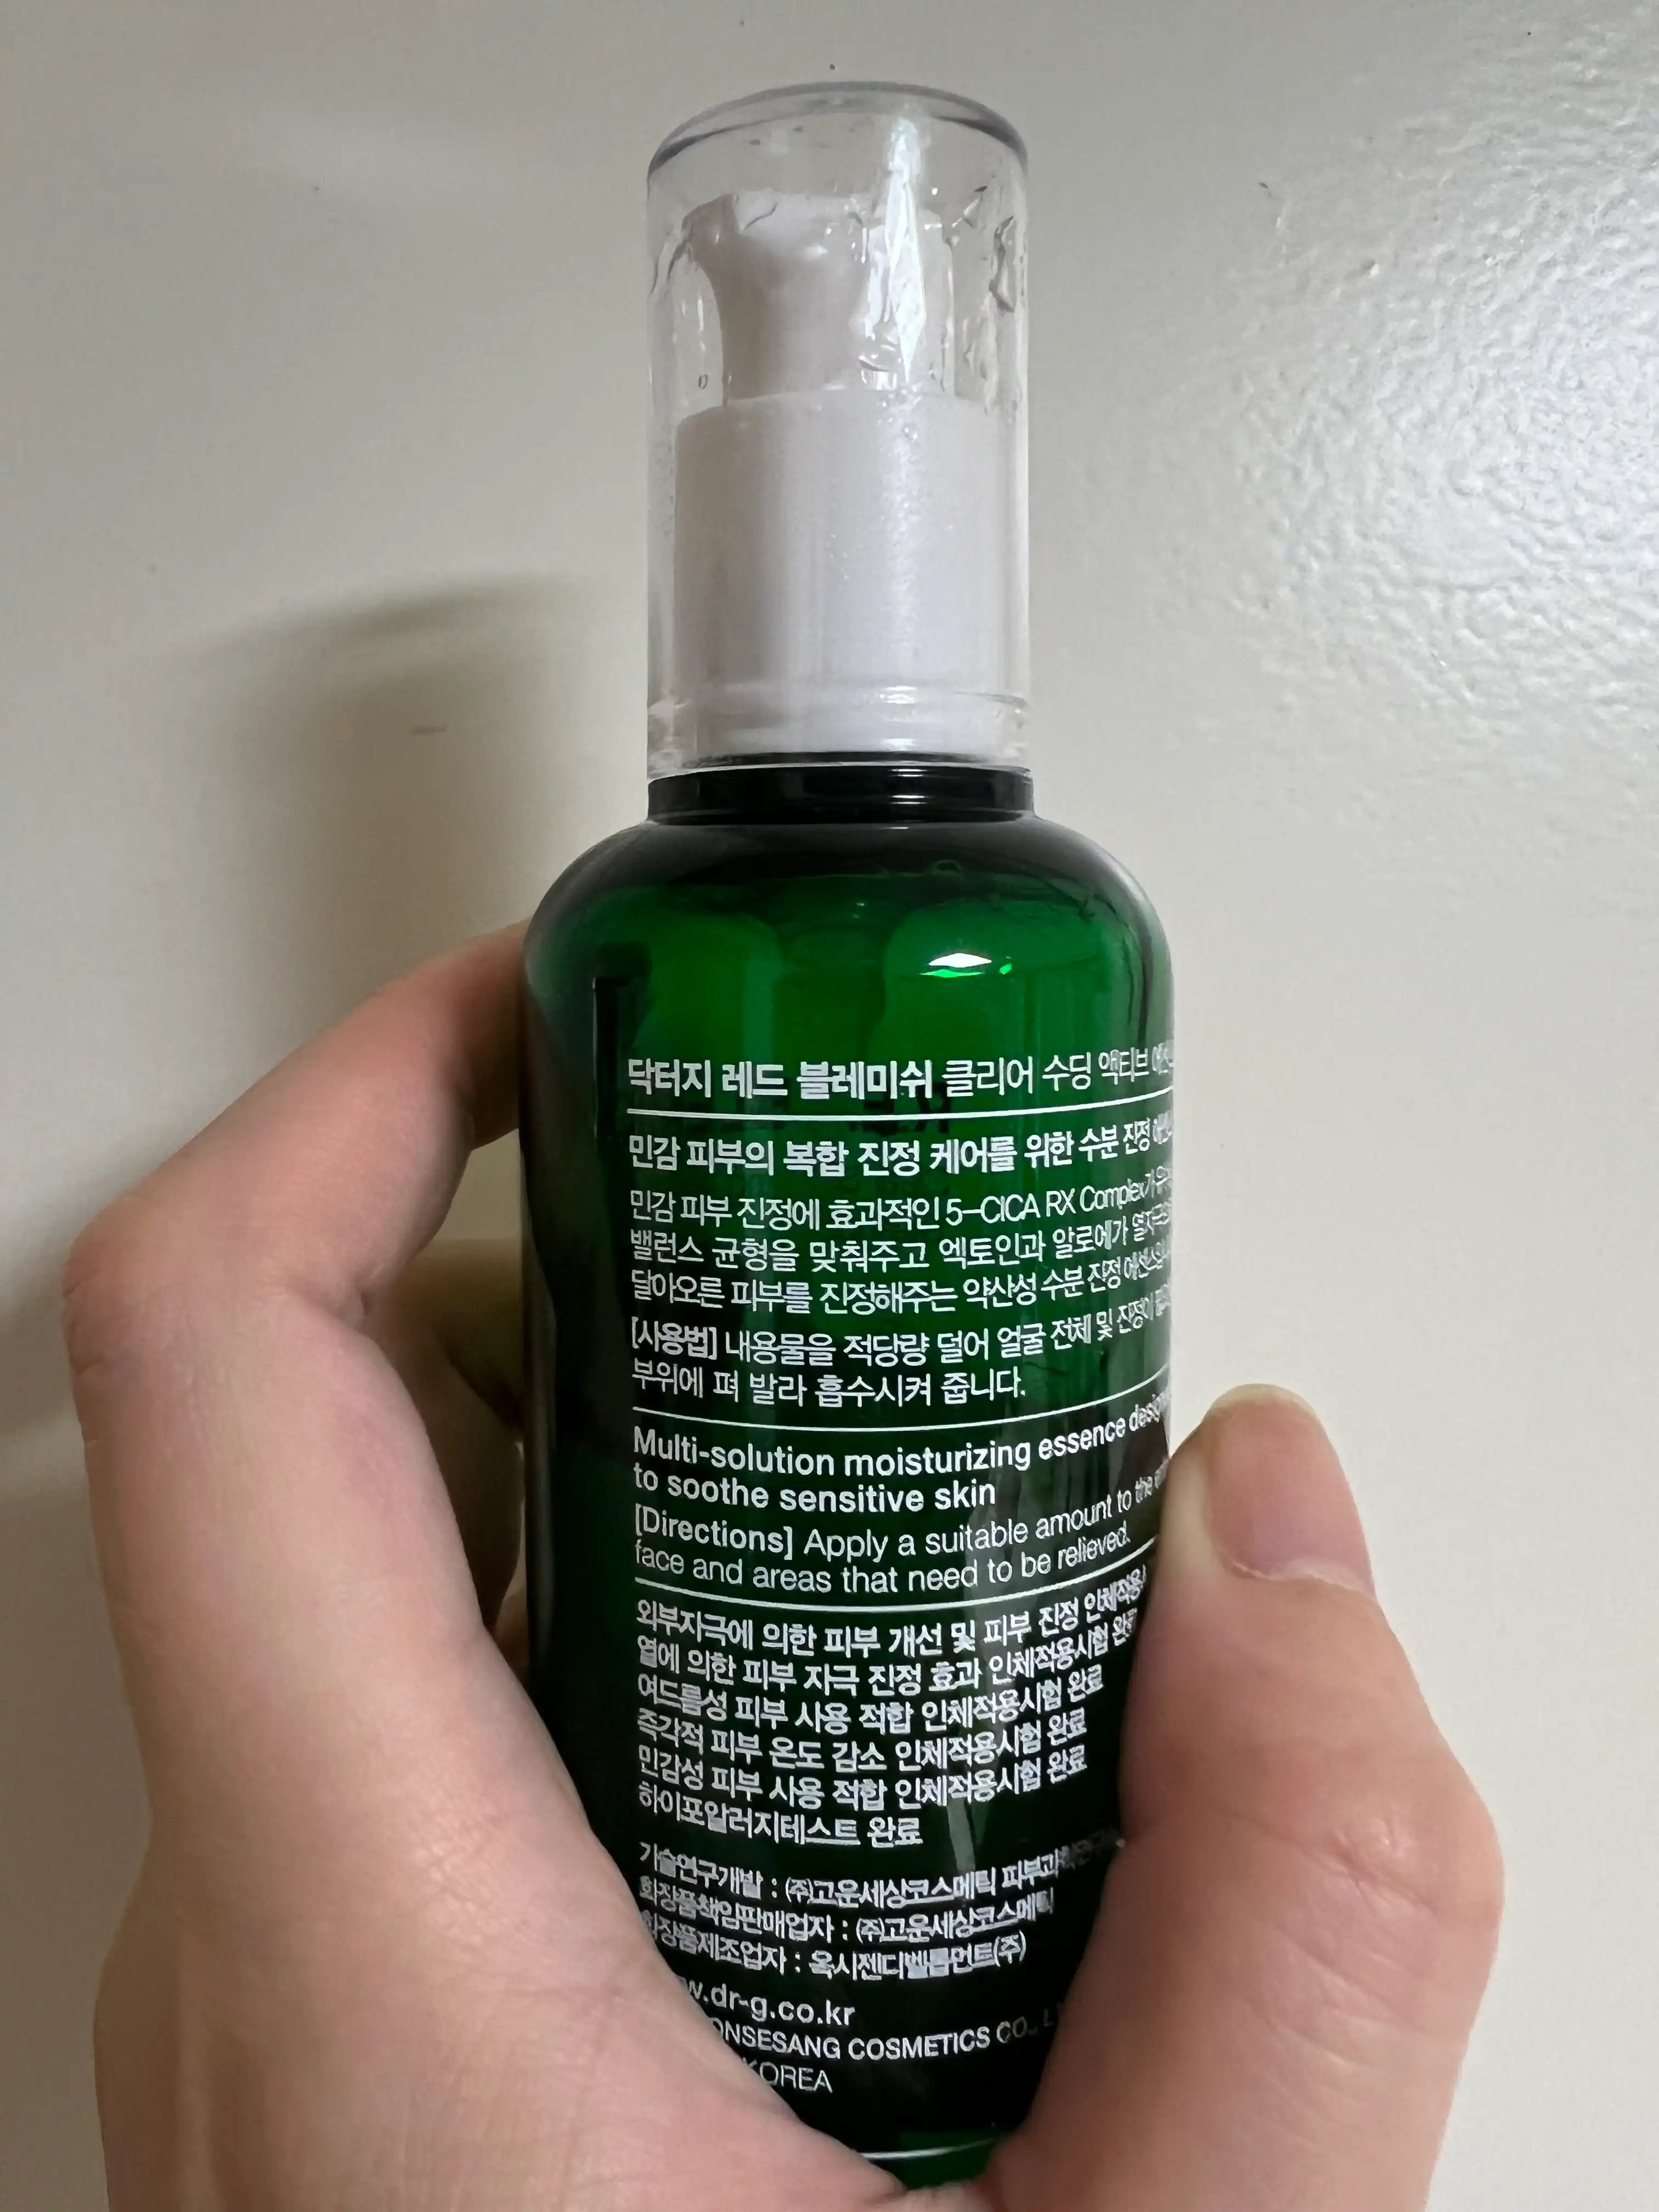 닥터지 레드 블레미쉬 클리어 수딩 액티브
민감 피부의 복합 진정 케어를 위한 수분 진정
민감 피부 진정에 효과적인 5-CICA RX Complex가
밸런스 균형을 맞춰주고 엑토인과 알로에가
달아오른 피부를 진정해주는 약산성 수분 진정
[사용법] 내용물을 적당량 덜어 얼굴 전체 및 진정이
부위에 펴 발라 흡수시켜 줍니다.
Multi-solution moisturizing essence
to soothe sensitive skin
[Directions] Apply a suitable amount to the
face and areas that need to be relieved.
외부자극에 의한 피부 개선 및 피부 진정
열에 의한 피부 자극 진정 효과 인체적용시험 완료
여드름성 피부 사용 적합 인체적용시험 완료
즉각적 피부 온도 감소 인체적용시험 완료
민감성 피부 사용 적합 인체적용시험 완료
하이포알러지테스트 완료
기술연구개발 : (주)고운세상코스메틱
화장품책임판매업자 : (주)고운세상코스메틱
화장품제조업자 : 옥시젠디벨롭먼트(주)
w.dr-g.co.kr
ONSESANG COSMETICS CO.,
KOREA